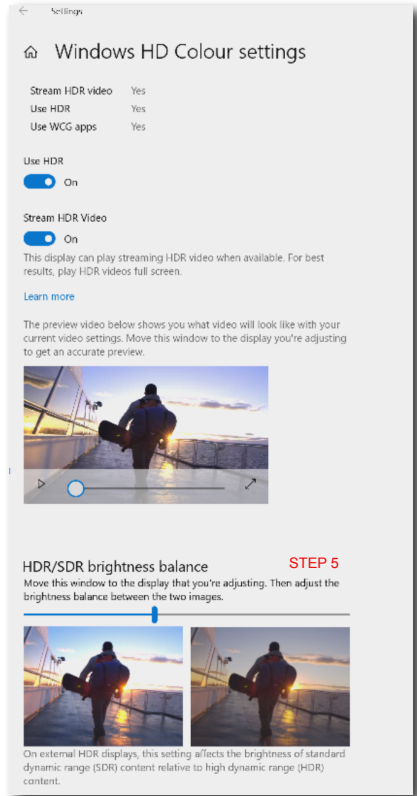 Settings
Windows HD Colour settings
Stream HDR video Yes
Use HDR Yes
Use WCG apps Yes
Use HDR
On
Stream HDR Video
On
This display can play streaming HDR video when available. For best
results, play HDR videos full screen.
Learn more
The preview video below shows you what video will look like with your
current video settings. Move this window to the display you're adjusting
to get an accurate preview.
HDR/SDR brightness balance STEP 5
Move this window to the display that you're adjusting. Then adjust the
brightness balance between the two images.
On external HDR displays, this setting affects the brightness of standard
dynamic range (SDR) content relative to high dynamic range (HDR)
content.